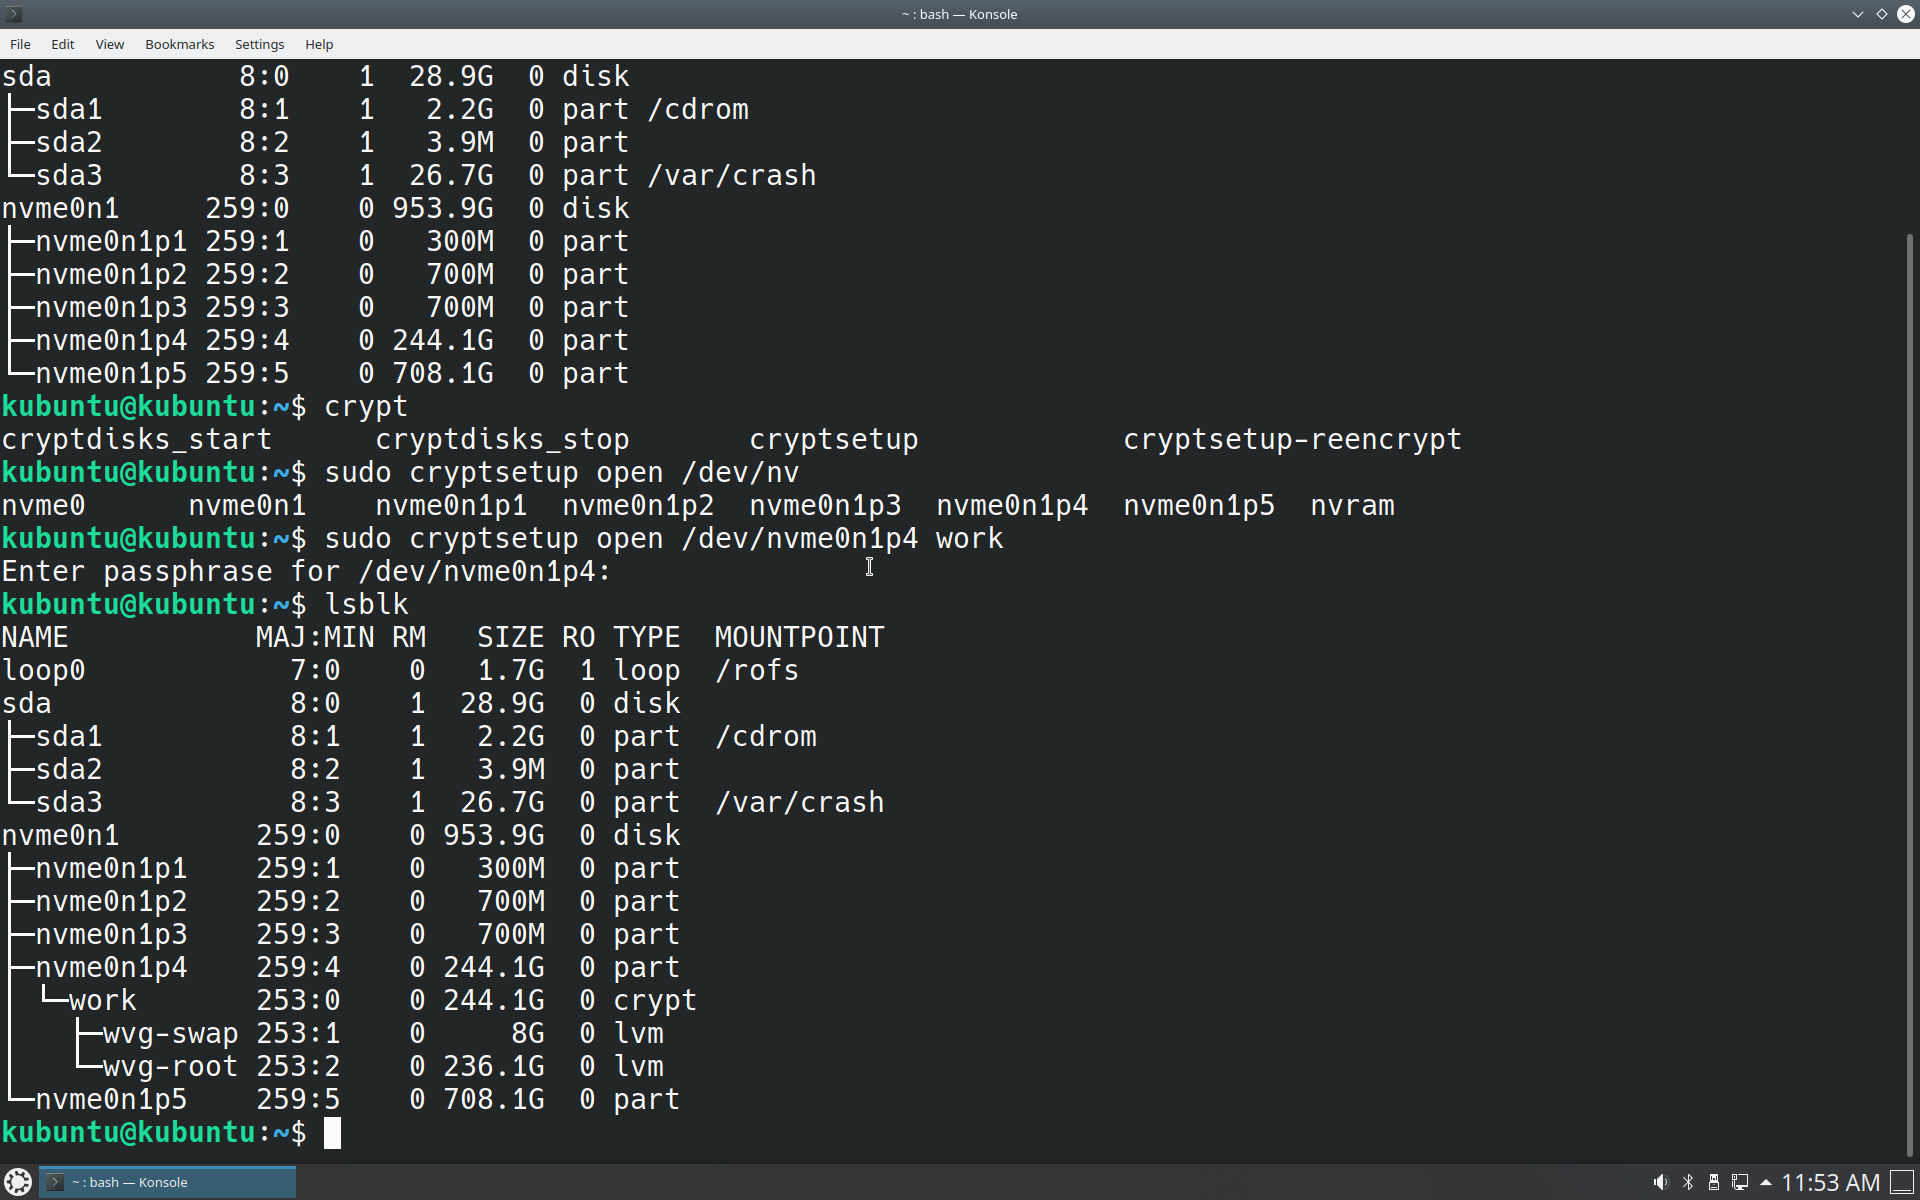 ~ : bash — Konsole
File Edit View Bookmarks Settings Help
sda 8:0 1 28.9G 0 disk
├─sda1 8:1 1 2.2G 0 part /cdrom
├─sda2 8:2 1 3.9M 0 part
└─sda3 8:3 1 26.7G 0 part /var/crash
nvme0n1 259:0 0 953.9G 0 disk
├─nvme0n1p1 259:1 0 300M 0 part
├─nvme0n1p2 259:2 0 700M 0 part
├─nvme0n1p3 259:3 0 700M 0 part
├─nvme0n1p4 259:4 0 244.1G 0 part
└─nvme0n1p5 259:5 0 708.1G 0 part
kubuntu@kubuntu:~$ crypt
cryptdisks_start cryptdisks_stop cryptsetup cryptsetup-reencrypt
kubuntu@kubuntu:~$ sudo cryptsetup open /dev/nv
nvme0 nvme0n1 nvme0n1p1 nvme0n1p2 nvme0n1p3 nvme0n1p4 nvme0n1p5 nvram
kubuntu@kubuntu:~$ sudo cryptsetup open /dev/nvme0n1p4 work
Enter passphrase for /dev/nvme0n1p4:
kubuntu@kubuntu:~$ lsblk
NAME MAJ:MIN RM SIZE RO TYPE MOUNTPOINT
loop0 7:0 0 1.7G 1 loop /rofs
sda 8:0 1 28.9G 0 disk
├─sda1 8:1 1 2.2G 0 part /cdrom
├─sda2 8:2 1 3.9M 0 part
└─sda3 8:3 1 26.7G 0 part /var/crash
nvme0n1 259:0 0 953.9G 0 disk
├─nvme0n1p1 259:1 0 300M 0 part
├─nvme0n1p2 259:2 0 700M 0 part
├─nvme0n1p3 259:3 0 700M 0 part
├─nvme0n1p4 259:4 0 244.1G 0 part
│ └─work 253:0 0 244.1G 0 crypt
│   ├─wvg-swap 253:1 0 8G 0 lvm
│   └─wvg-root 253:2 0 236.1G 0 lvm
└─nvme0n1p5 259:5 0 708.1G 0 part
kubuntu@kubuntu:~$
~ : bash — Konsole
11:53 AM